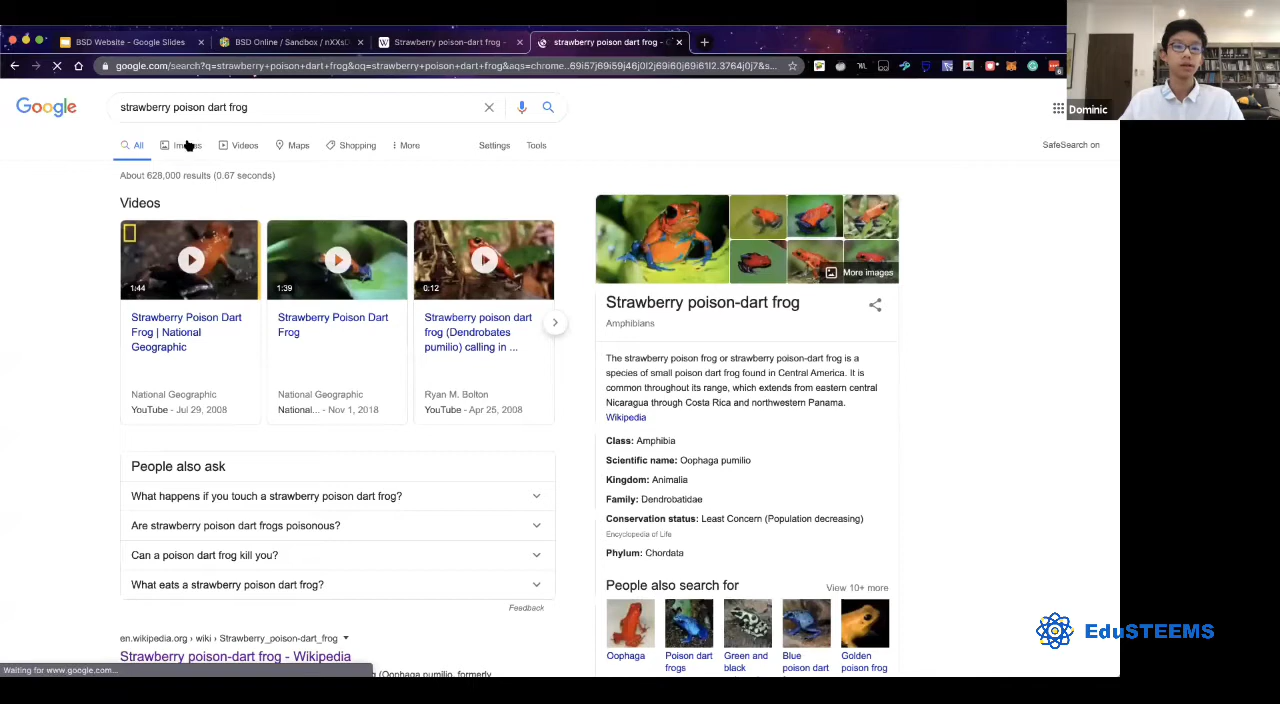 BSD Website - Google Slides
BSD Online / Sandbox / nXXs
Strawberry poison-dart frog -
strawberry poison dart frog -
google.com/search?q=strawberry+poison+dart+frog&oq=strawberry+poison+dart+frog&aqs=chrome..69i57j69i59j46j0l2j69i60j69i61l2.3764j0j7&s...
Dominic
Google
strawberry poison dart frog
All
Images
Videos
Maps
Shopping
More
Settings
Tools
SafeSearch on
About 628,000 results (0.67 seconds)
Videos
1:44
1:39
0:12
Strawberry Poison Dart
Frog | National
Geographic
National Geographic
YouTube - Jul 29, 2008
Strawberry Poison Dart
Frog
National Geographic
National... - Nov 1, 2018
Strawberry poison dart
frog (Dendrobates
pumilio) calling in ...
Ryan M. Bolton
YouTube - Apr 25, 2008
People also ask
What happens if you touch a strawberry poison dart frog?
Are strawberry poison dart frogs poisonous?
Can a poison dart frog kill you?
What eats a strawberry poison dart frog?
Feedback
en.wikipedia.org › wiki › Strawberry_poison-dart_frog
Strawberry poison-dart frog - Wikipedia
(Oophaga pumilio, formerly
Waiting for www.google.com...
More images
Strawberry poison-dart frog
Amphibians
The strawberry poison frog or strawberry poison-dart frog is a
species of small poison dart frog found in Central America. It is
common throughout its range, which extends from eastern central
Nicaragua through Costa Rica and northwestern Panama.
Wikipedia
Class: Amphibia
Scientific name: Oophaga pumilio
Kingdom: Animalia
Family: Dendrobatidae
Conservation status: Least Concern (Population decreasing)
Encyclopedia of Life
Phylum: Chordata
People also search for
View 10+ more
Oophaga
Poison dart
frogs
Green and
black
Blue
poison dart
Golden
poison frog
EduSTEEMS